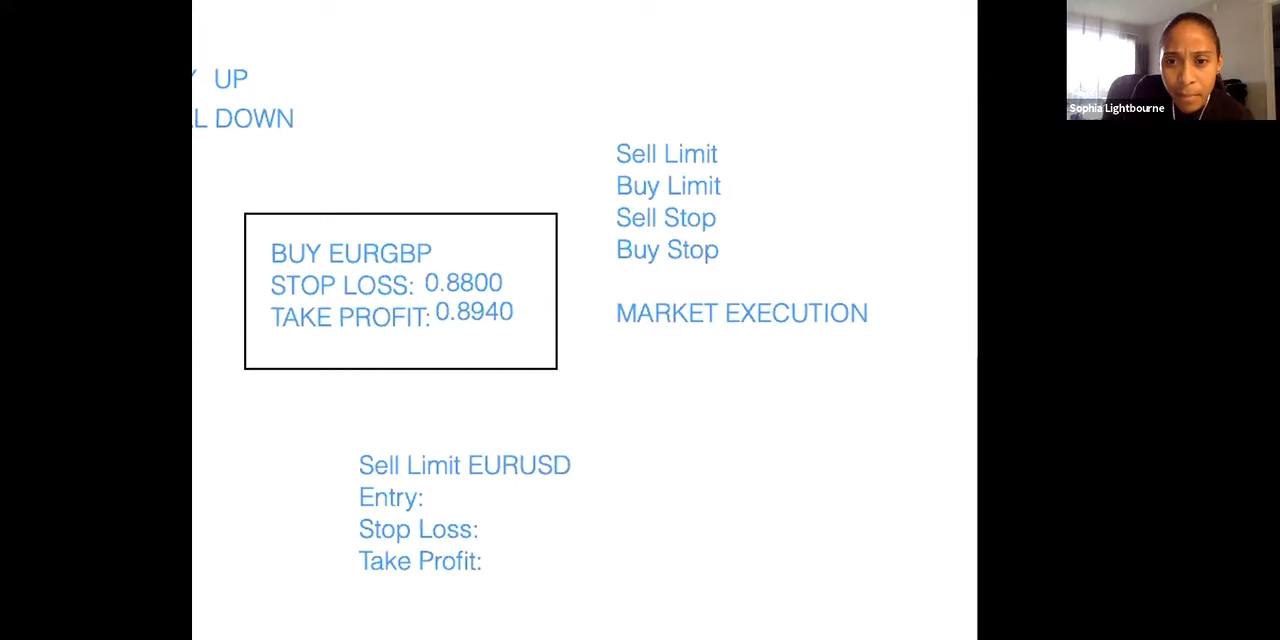 UP
DOWN
Sell Limit
Buy Limit
Sell Stop
Buy Stop
MARKET EXECUTION
BUY EURGBP
STOP LOSS: 0.8800
TAKE PROFIT: 0.8940
Sell Limit EURUSD
Entry:
Stop Loss:
Take Profit:
Sophia Lightbourne